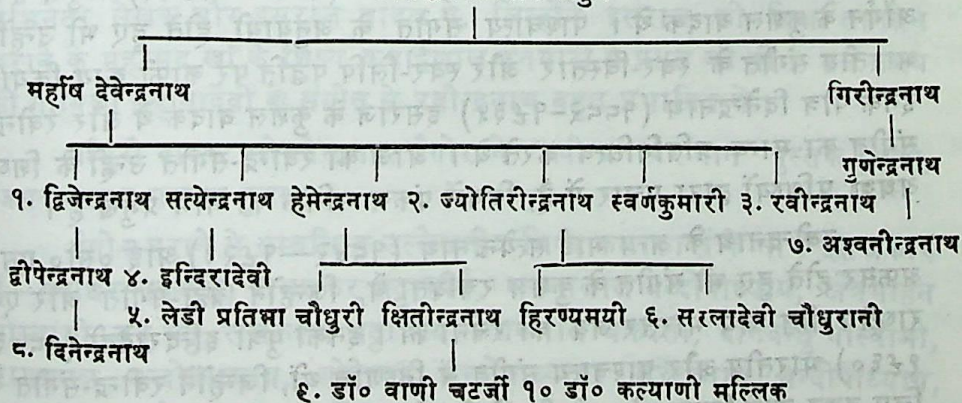 महर्षि देवेन्द्रनाथ गिरीन्द्रनाथ
गुणेन्द्रनाथ
१. द्विजेन्द्रनाथ सत्येन्द्रनाथ हेमेन्द्रनाथ २. ज्योतिरीन्द्रनाथ स्वर्णकुमारी ३. रवीन्द्रनाथ
७. अश्वनीन्द्रनाथ
द्वीपेन्द्रनाथ ४. इन्दिरादेवी
५. लेडी प्रतिभा चौधुरी क्षितीन्द्रनाथ हिरण्यमयी ६. सरलादेवी चौधुरानी
८. दिनेन्द्रनाथ
९. डॉ० वाणी चटर्जी १० डॉ० कल्याणी मल्लिक